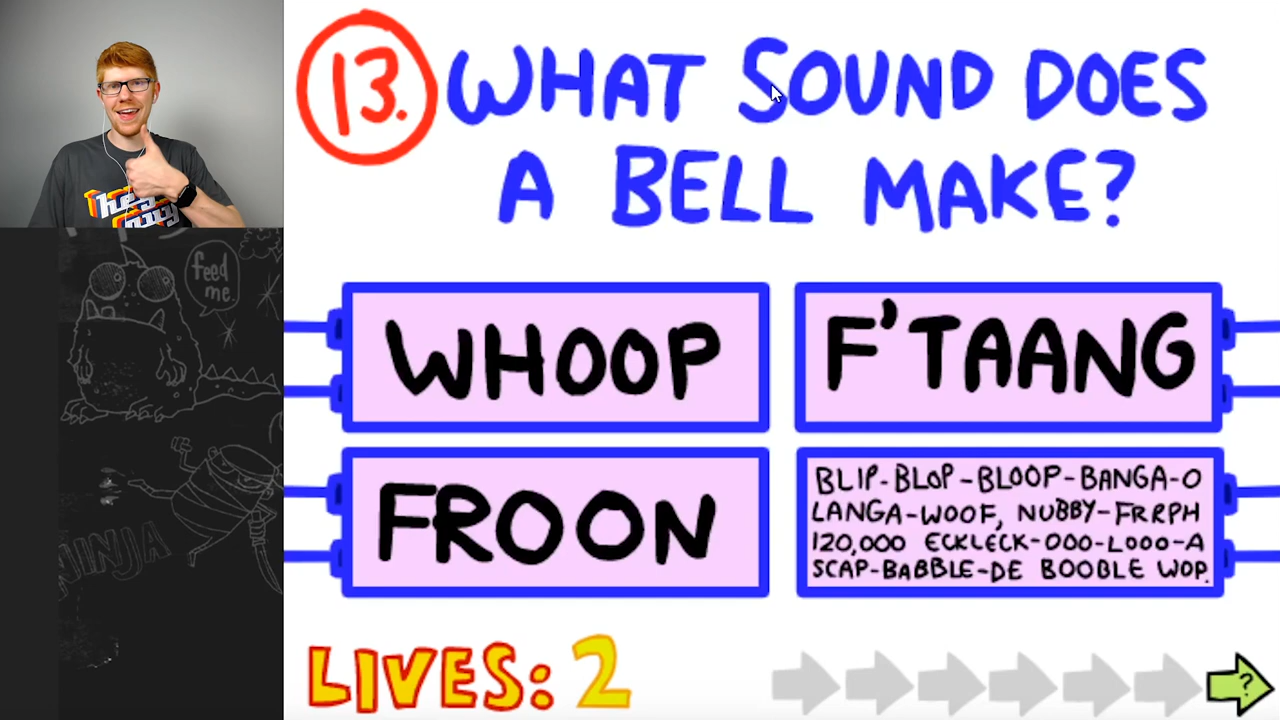 13. WHAT SOUND DOES
A BELL MAKE?
WHOOP
F'TAANG
FROON
BLIP-BLOP-BLOOP-BANGA-O
LANGA-WOOF, NUBBY-FRRPH
120,000 ECKLECK-OOO-LOOO-A
SCAP-BABBLE-DE BOOBLE WOP.
LIVES: 2
?
hey
feed
me.
NINJA